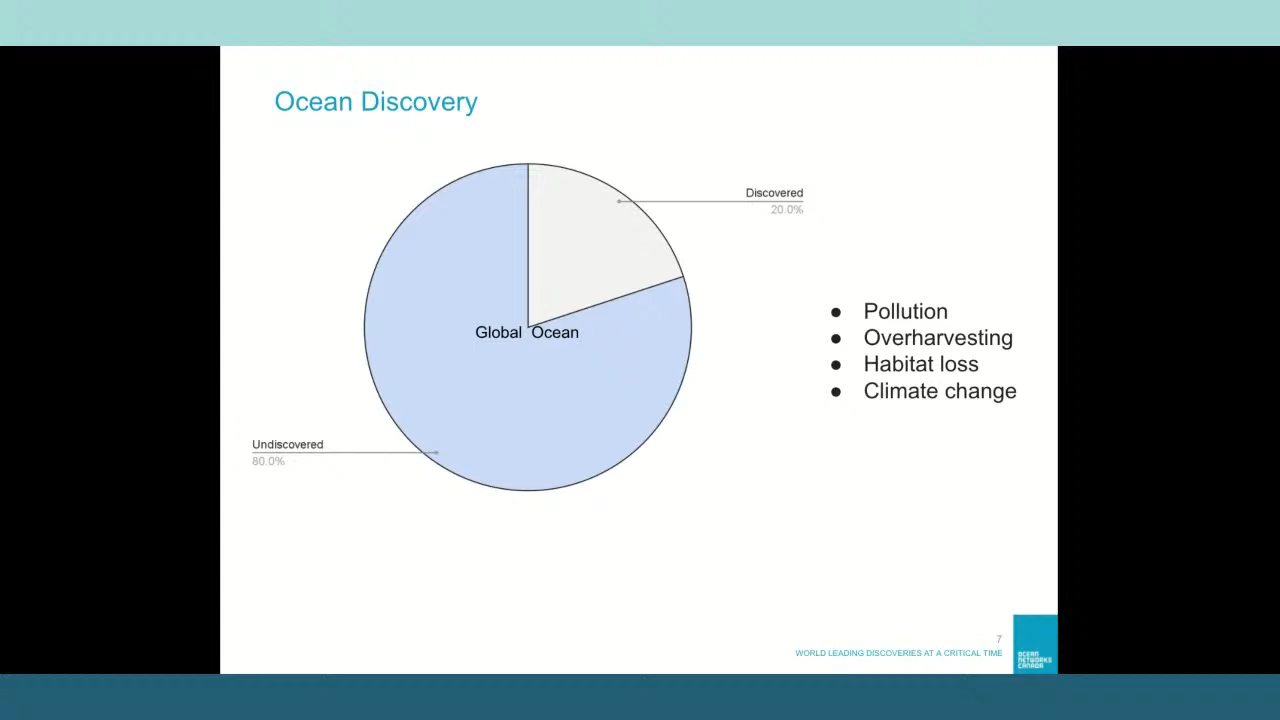 Ocean Discovery
Discovered
20.0%
Global Ocean
Undiscovered
80.0%
● Pollution
● Overharvesting
● Habitat loss
● Climate change
7
WORLD LEADING DISCOVERIES AT A CRITICAL TIME
OCEAN
NETWORKS
CANADA